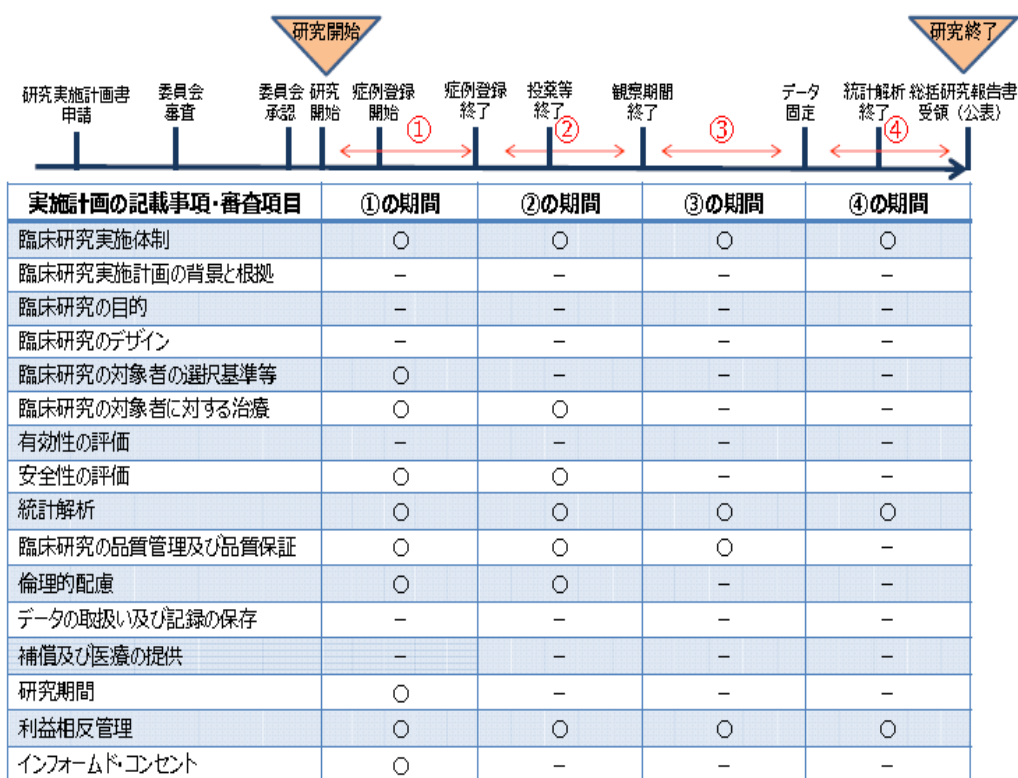 研究開始
研究終了
研究実施計画書
申請
委員会
審査
委員会
承認
研究
開始
症例登録
開始
症例登録
終了
投薬等
終了
観察期間
終了
データ
固定
統計解析
終了
総括研究報告書
受領（公表）
① ② ③ ④
実施計画の記載事項・審査項目 ①の期間 ②の期間 ③の期間 ④の期間
臨床研究実施体制 ○ ○ ○ ○
臨床研究実施計画の背景と根拠 － － － －
臨床研究の目的 － － － －
臨床研究のデザイン － － － －
臨床研究の対象者の選択基準等 ○ － － －
臨床研究の対象者に対する治療 ○ ○ － －
有効性の評価 － － － －
安全性の評価 ○ ○ － －
統計解析 ○ ○ ○ ○
臨床研究の品質管理及び品質保証 ○ ○ ○ －
倫理的配慮 ○ ○ － －
データの取扱い及び記録の保存 － － － －
補償及び医療の提供 － － － －
研究期間 ○ － － －
利益相反管理 ○ ○ ○ ○
インフォームド・コンセント ○ － － －